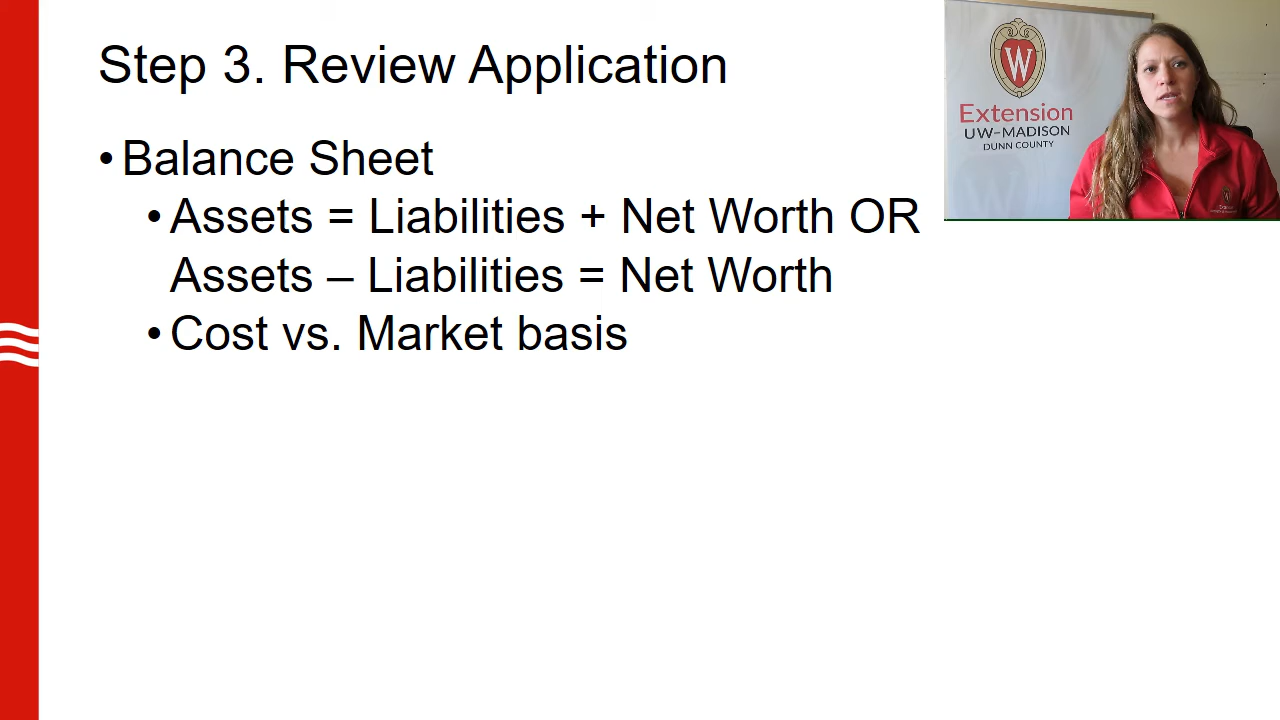 Step 3. Review Application
• Balance Sheet
• Assets = Liabilities + Net Worth OR
Assets – Liabilities = Net Worth
• Cost vs. Market basis
W
Extension
UW–MADISON
DUNN COUNTY